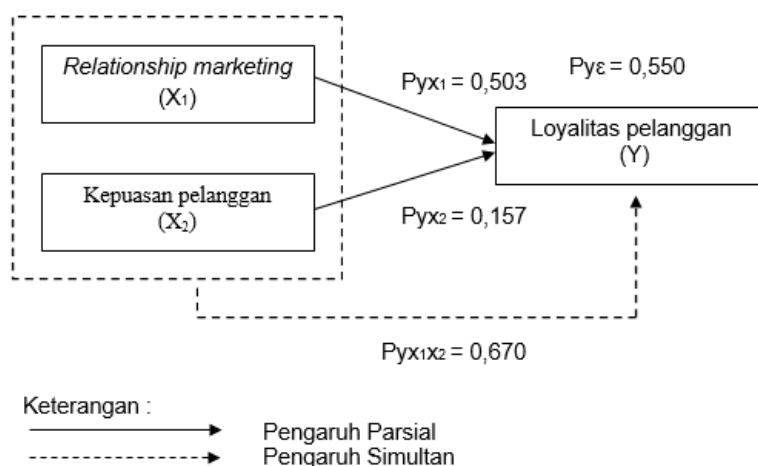 Relationship marketing
(X₁)
Pyx₁ = 0,503
Pyε = 0,550
Loyalitas pelanggan
(Y)
Kepuasan pelanggan
(X₂)
Pyx₂ = 0,157
Pyx₁x₂ = 0,670
Keterangan :
Pengaruh Parsial
Pengaruh Simultan